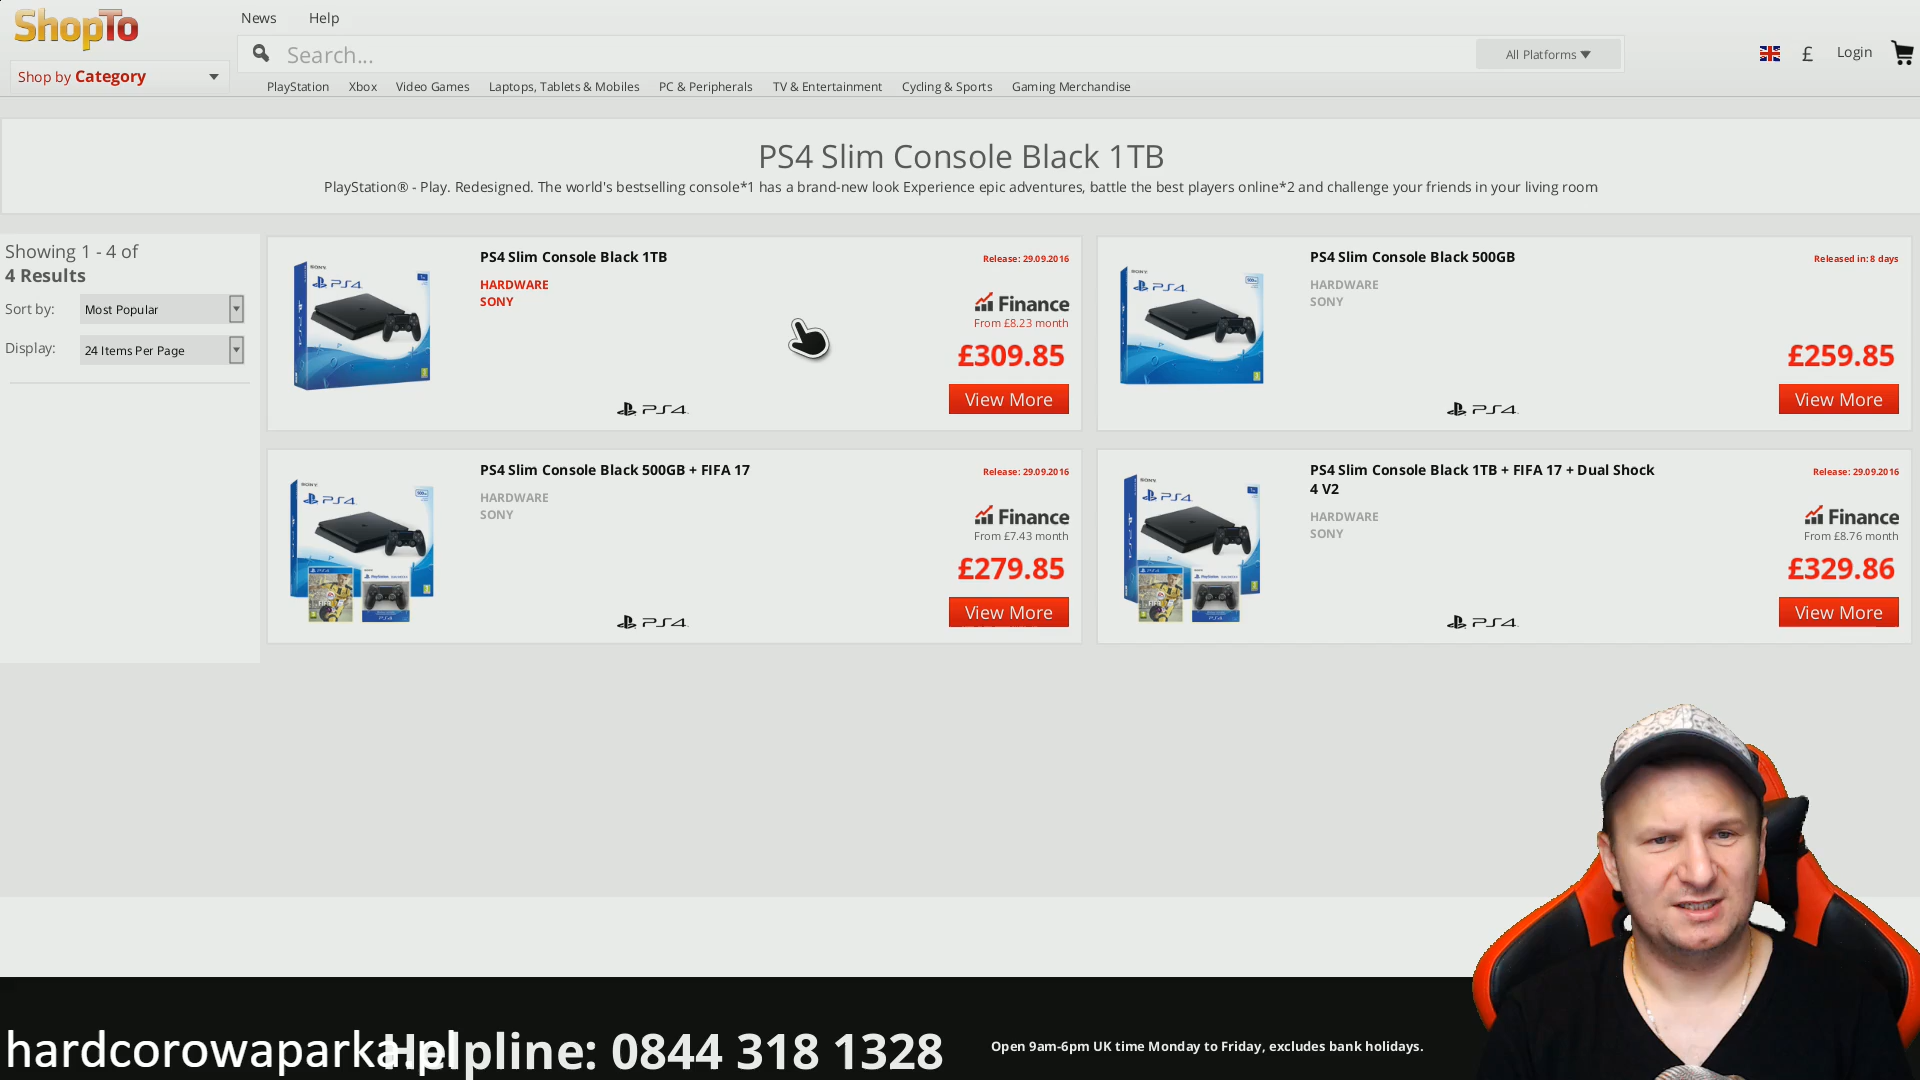 ShopTo
News Help
Search...
All Platforms
£ Login
Shop by Category
PlayStation Xbox Video Games Laptops, Tablets & Mobiles PC & Peripherals TV & Entertainment Cycling & Sports Gaming Merchandise
PS4 Slim Console Black 1TB
PlayStation® - Play. Redesigned. The world's bestselling console*1 has a brand-new look Experience epic adventures, battle the best players online*2 and challenge your friends in your living room
Showing 1 - 4 of
4 Results
Sort by: Most Popular
Display: 24 Items Per Page
PS4 Slim Console Black 1TB
Release: 29.09.2016
HARDWARE
SONY
Finance
From £8.23 month
£309.85
View More
PS4
PS4 Slim Console Black 500GB
Released in: 8 days
HARDWARE
SONY
£259.85
View More
PS4
PS4 Slim Console Black 500GB + FIFA 17
Release: 29.09.2016
HARDWARE
SONY
Finance
From £7.43 month
£279.85
View More
PS4
PS4 Slim Console Black 1TB + FIFA 17 + Dual Shock
4 V2
Release: 29.09.2016
HARDWARE
SONY
Finance
From £8.76 month
£329.86
View More
PS4
hardcorowaparka.pl
Helpline: 0844 318 1328
Open 9am-6pm UK time Monday to Friday, excludes bank holidays.